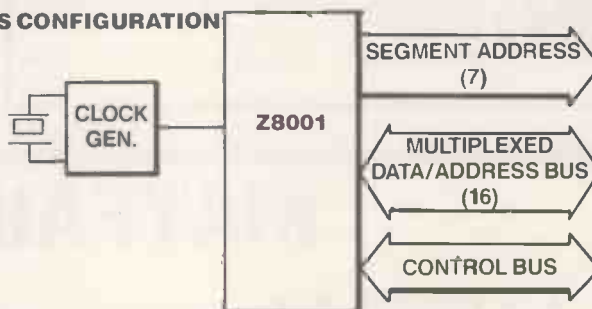 S CONFIGURATION
CLOCK
GEN.
Z8001
SEGMENT ADDRESS
(7)
MULTIPLEXED
DATA/ADDRESS BUS
(16)
CONTROL BUS